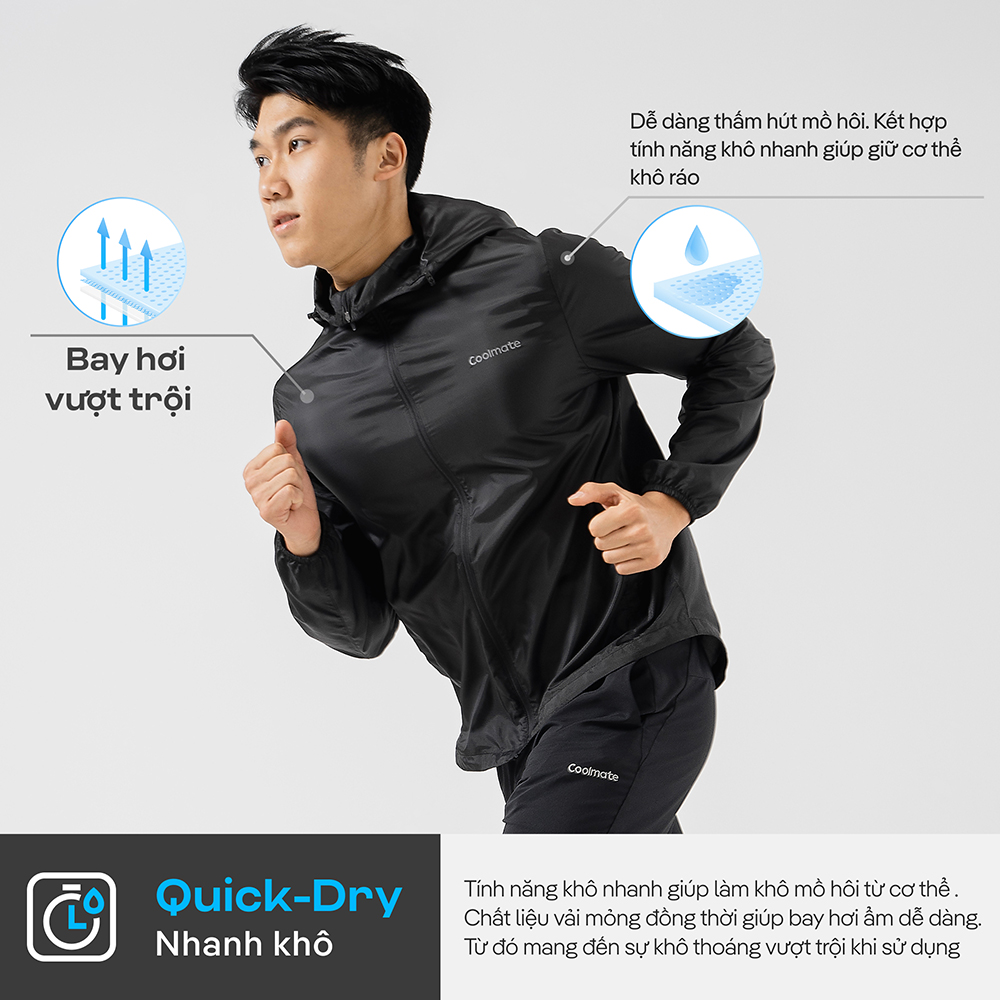 Dễ dàng thấm hút mồ hôi. Kết hợp
tính năng khô nhanh giúp giữ cơ thể
khô ráo
Bay hơi
vượt trội
Coolmate
Coolmate
Quick-Dry
Nhanh khô
Tính năng khô nhanh giúp làm khô mồ hôi từ cơ thể .
Chất liệu vải mỏng đồng thời giúp bay hơi ẩm dễ dàng.
Từ đó mang đến sự khô thoáng vượt trội khi sử dụng